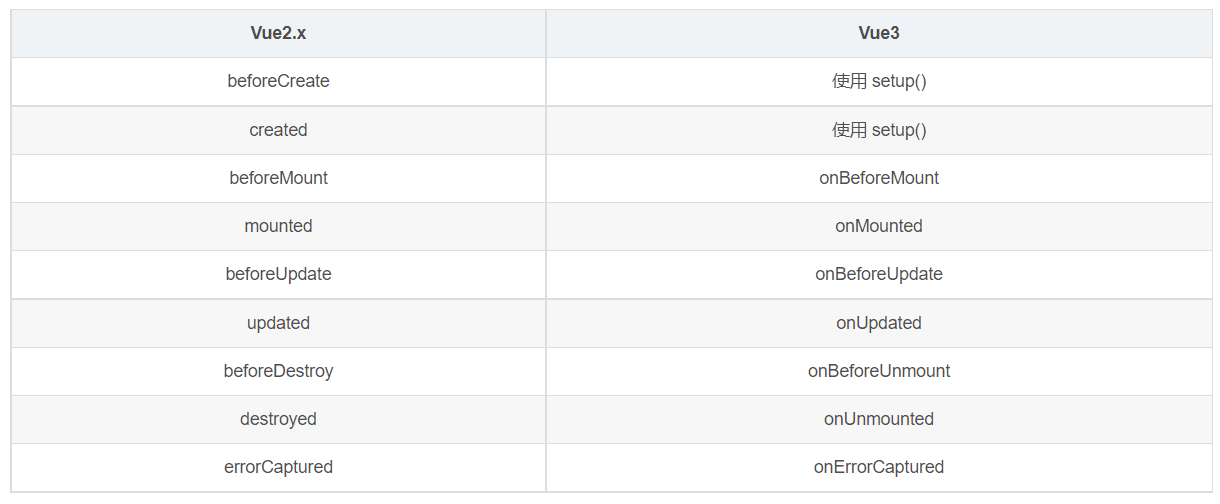 Vue2.x Vue3
beforeCreate 使用 setup()
created 使用 setup()
beforeMount onBeforeMount
mounted onMounted
beforeUpdate onBeforeUpdate
updated onUpdated
beforeDestroy onBeforeUnmount
destroyed onUnmounted
errorCaptured onErrorCaptured